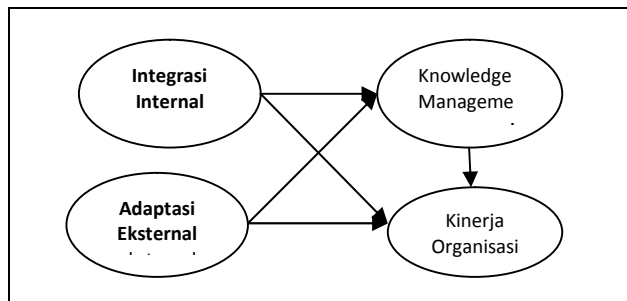 Integrasi
Internal
Knowledge
Manageme
Adaptasi
Eksternal
Kinerja
Organisasi